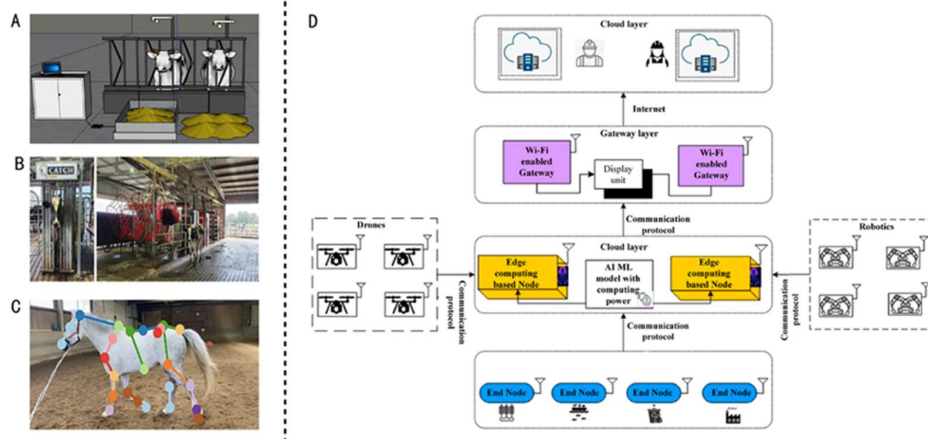 A
B
CATCH
C
D
Cloud layer
Internet
Gateway layer
Wi-Fi
enabled
Gateway
Display
unit
Wi-Fi
enabled
Gateway
Communication
protocol
Drones
Communication
protocol
Cloud layer
Edge
computing
based Node
AI ML
model with
computing
power
Edge
computing
based Node
Robotics
Communication
protocol
Communication
protocol
End Node
End Node
End Node
End Node